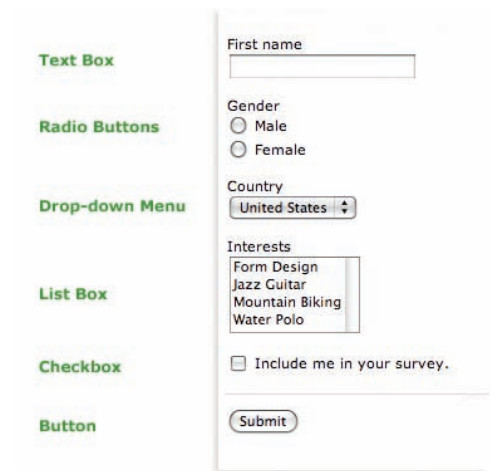 Text Box
First name
Radio Buttons
Gender
Male
Female
Drop-down Menu
Country
United States
List Box
Interests
Form Design
Jazz Guitar
Mountain Biking
Water Polo
Checkbox
Include me in your survey.
Button
Submit